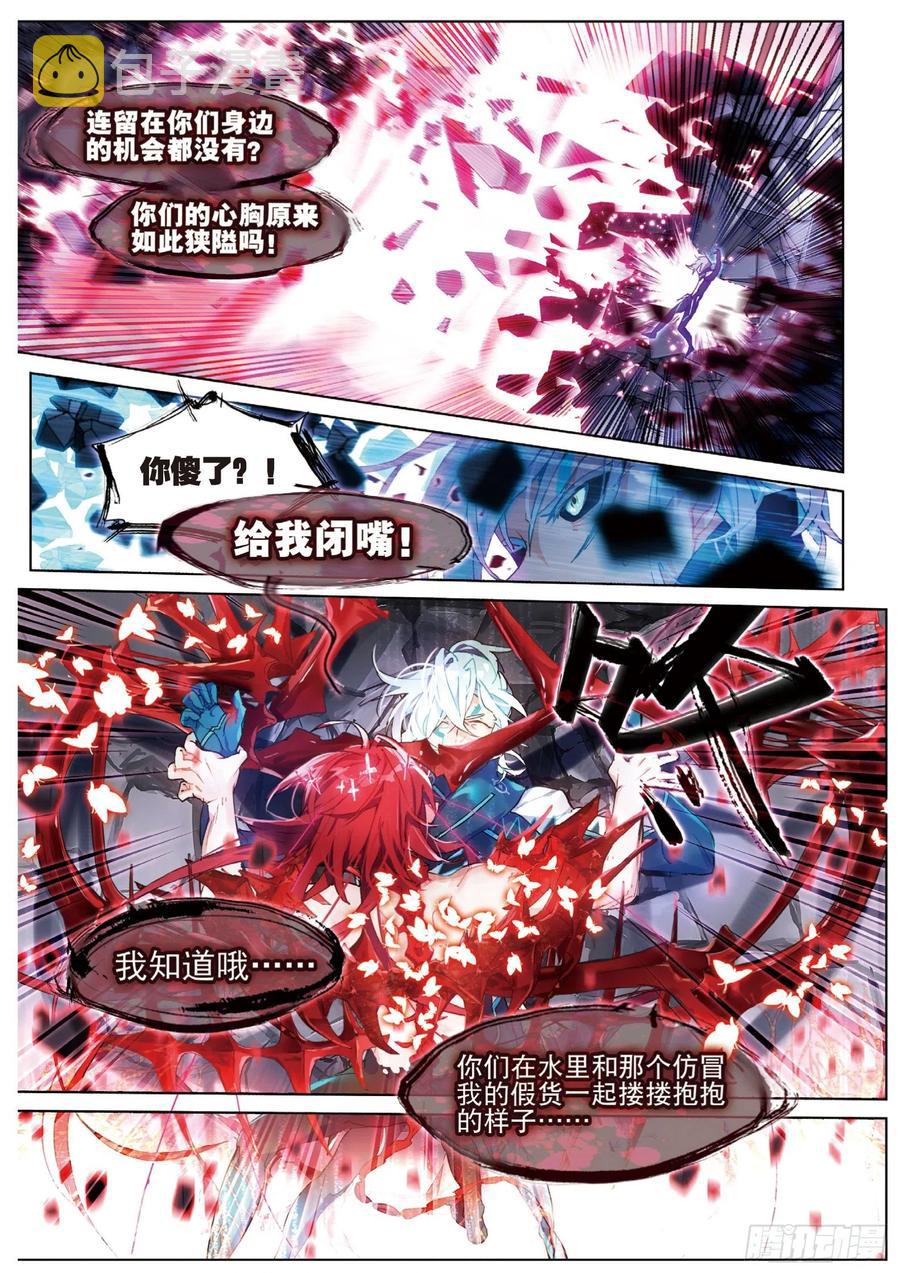 包子漫畫
连留在你们身边
的机会都没有?
你们的心胸原来
如此狭隘吗!
你傻了?!
给我闭嘴!
咋
我知道哦……
你们在水里和那个仿冒
我的假货一起搂搂抱抱
的样子……
腾讯动漫